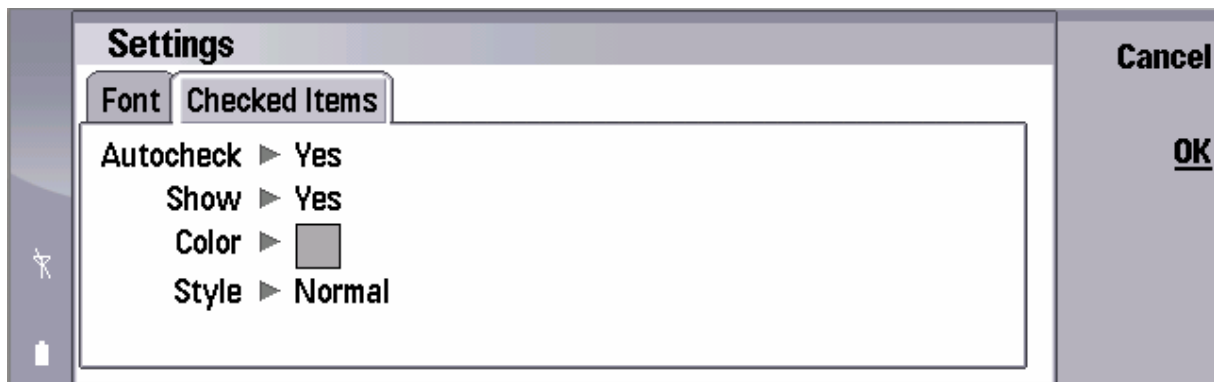 Settings
Cancel
Font Checked Items
Autocheck Yes
OK
Show Yes
Color
Style Normal